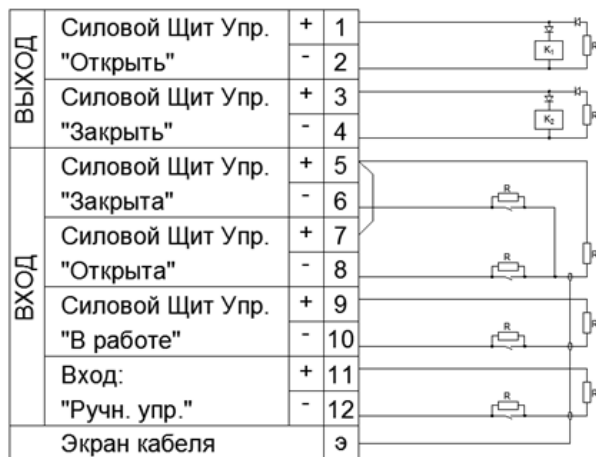 ВЫХОД
Силовой Щит Упр. + 1
"Открыть" - 2
Силовой Щит Упр. + 3
"Закрыть" - 4
ВХОД
Силовой Щит Упр. + 5
"Закрыта" - 6
Силовой Щит Упр. + 7
"Открыта" - 8
Силовой Щит Упр. + 9
"В работе" - 10
Вход: + 11
"Ручн. упр." - 12
Экран кабеля э
K₁
R
K₂
R
R
R
R
R
R
R
R